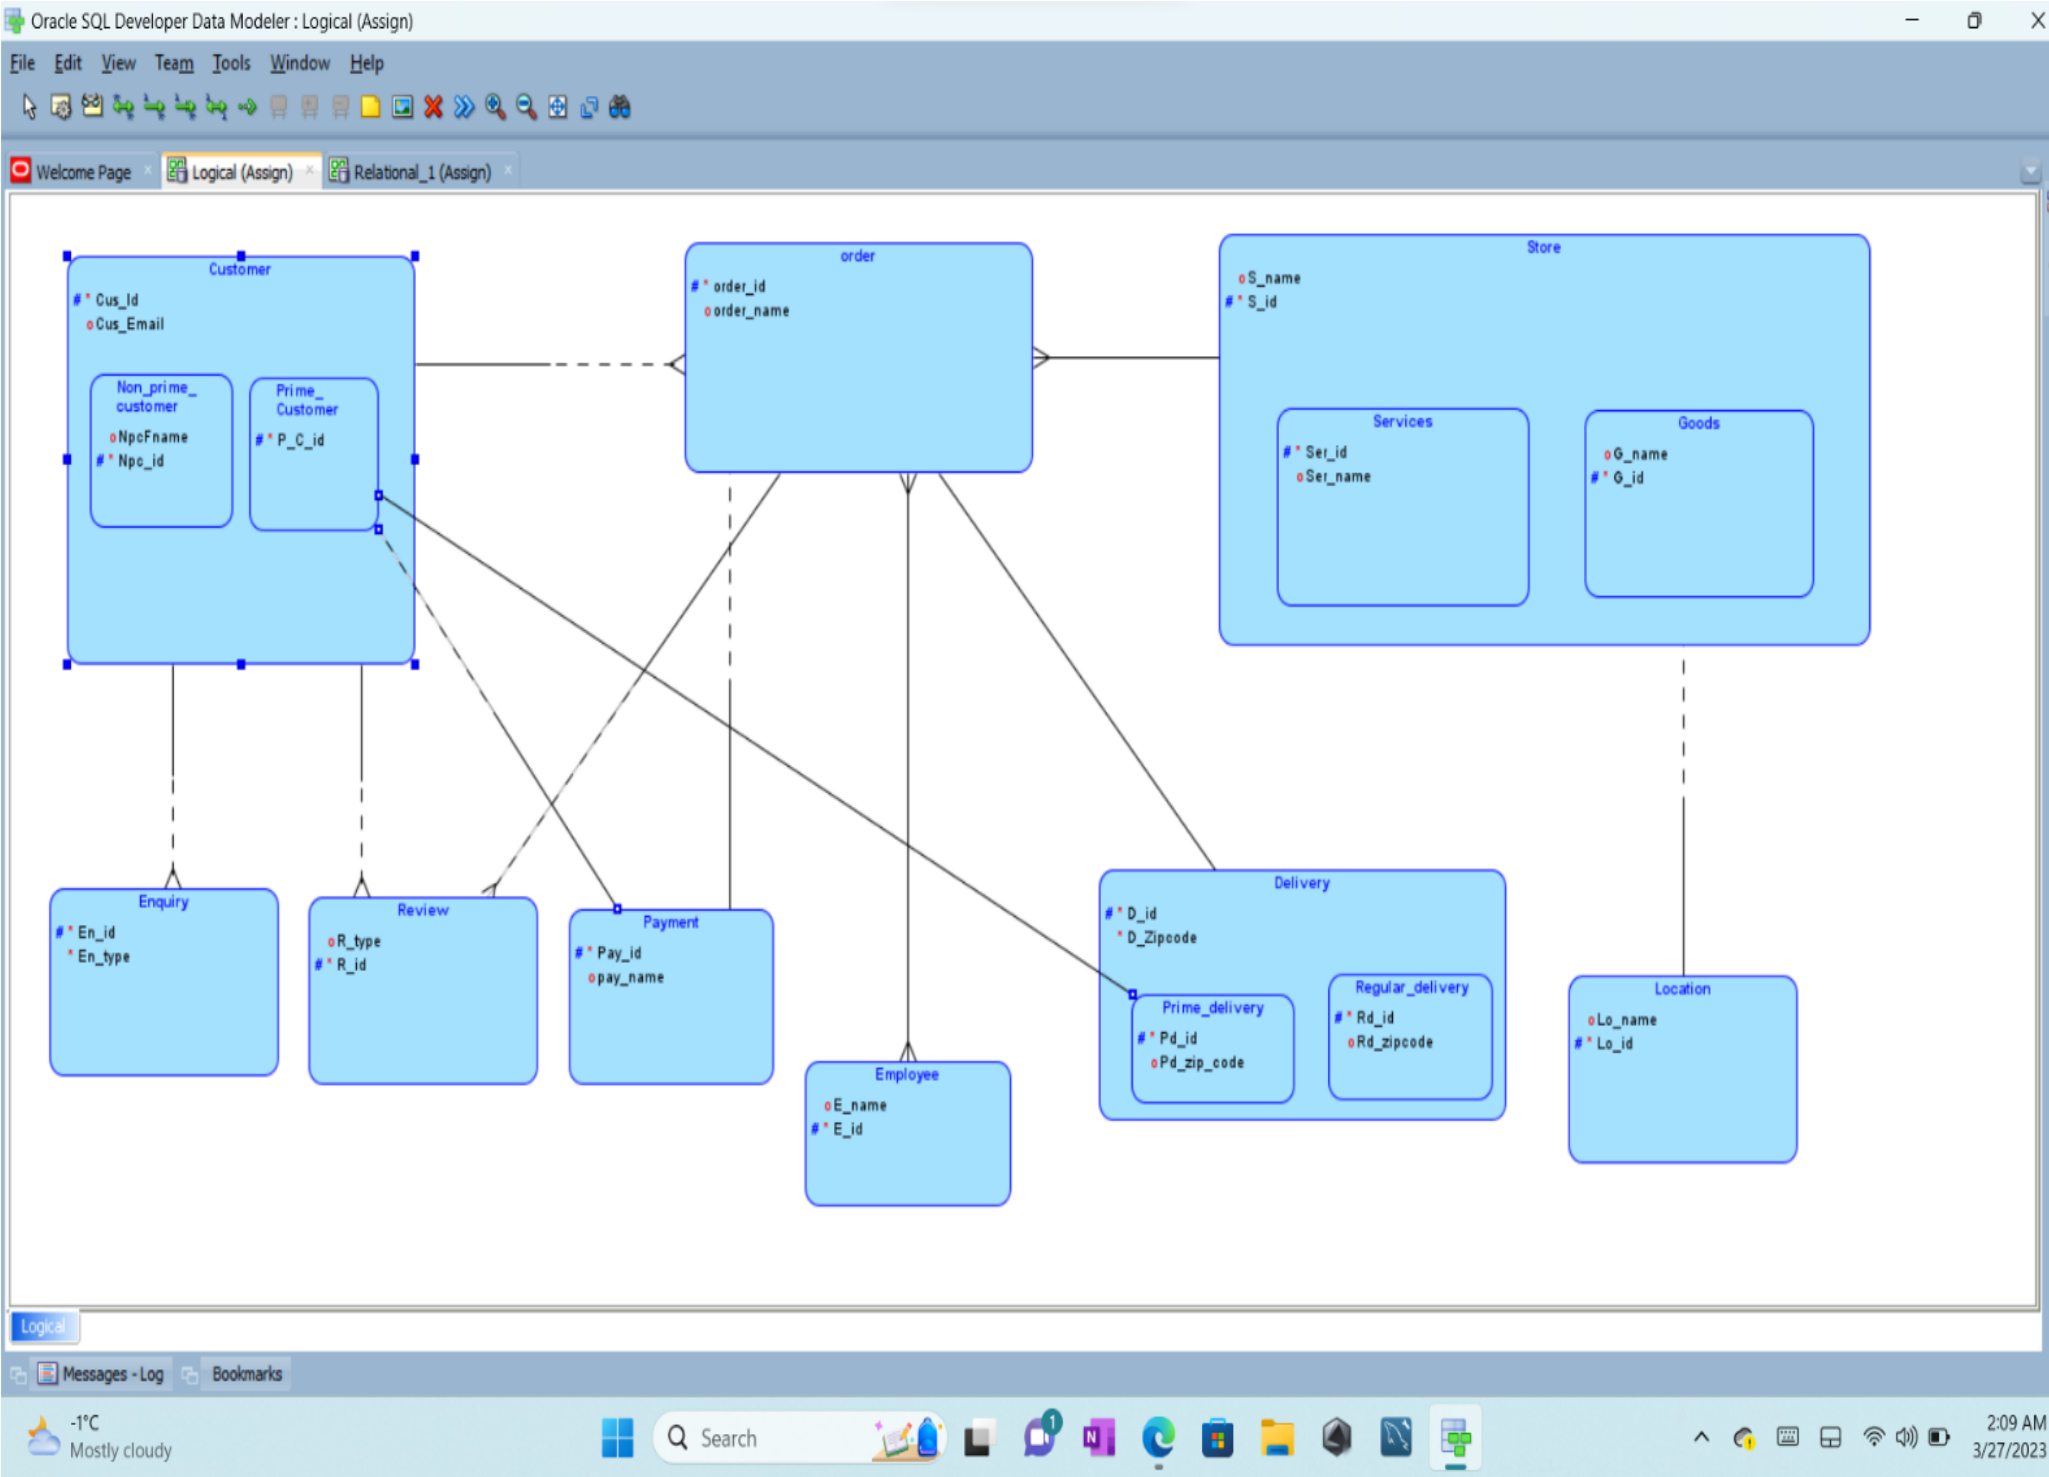 Oracle SQL Developer Data Modeler : Logical (Assign)
File Edit View Team Tools Window Help
Welcome Page Logical (Assign) Relational_1 (Assign)
Customer
# * Cus_Id
o Cus_Email
Non_prime_
customer
o NpcFname
# * Npc_id
Prime_
Customer
# * P_C_id
order
# * order_id
o order_name
Store
o S_name
# * S_id
Services
# * Ser_id
o Ser_name
Goods
o G_name
# * G_id
Enquiry
# * En_id
* En_type
Review
o R_type
# * R_id
Payment
# * Pay_id
o pay_name
Employee
o E_name
# * E_id
Delivery
# * D_id
* D_Zipcode
Prime_delivery
# * Pd_id
o Pd_zip_code
Regular_delivery
# * Rd_id
o Rd_zipcode
Location
o Lo_name
# * Lo_id
Logical
Messages - Log Bookmarks
-1°C
Mostly cloudy
Search
1
N
2:09 AM
3/27/2023